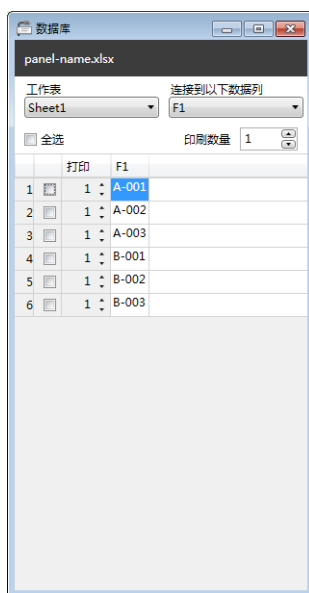 数据库
panel-name.xlsx
工作表 连接到以下数据列
Sheet1 F1
全选 印刷数量 1
打印 F1
1 1 A-001
2 1 A-002
3 1 A-003
4 1 B-001
5 1 B-002
6 1 B-003